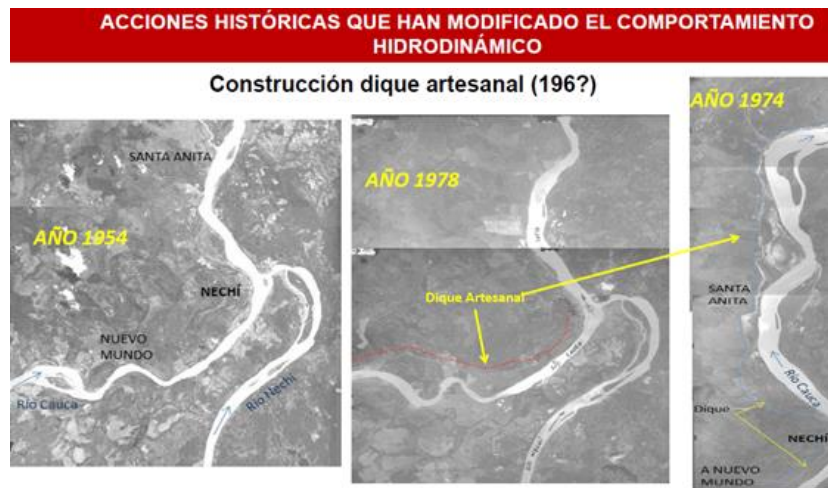 ACCIONES HISTÓRICAS QUE HAN MODIFICADO EL COMPORTAMIENTO
HIDRODINÁMICO
Construcción dique artesanal (196?)
SANTA ANITA
AÑO 1954
NECHÍ
NUEVO
MUNDO
Río Cauca
Río Nechí
AÑO 1978
Dique Artesanal
AÑO 1974
SANTA
ANITA
Río Cauca
Dique
NECHÍ
A NUEVO
MUNDO